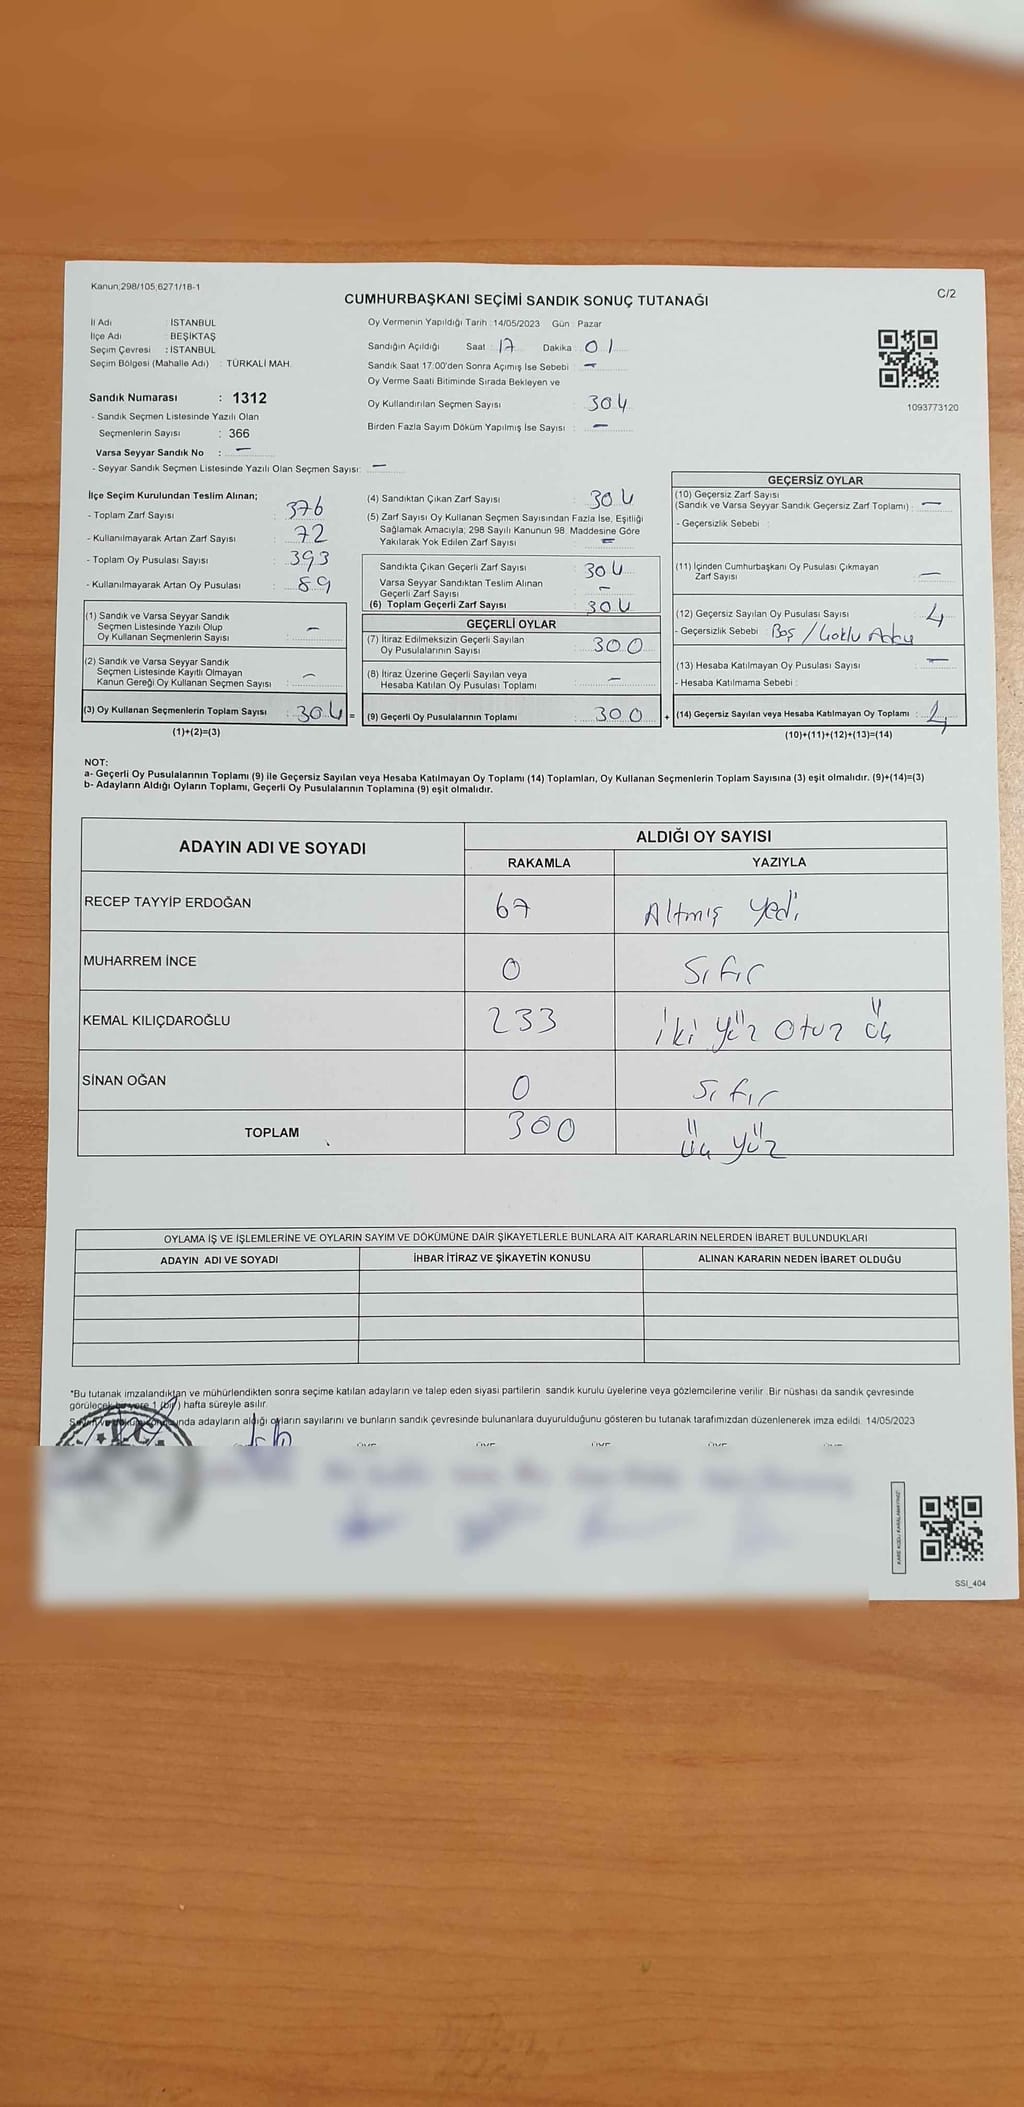 Kanun;298/105;6271/18-1
C/2
CUMHURBAŞKANI SEÇİMİ SANDIK SONUÇ TUTANAĞI
İl Adı : İSTANBUL
İlçe Adı : BEŞİKTAŞ
Seçim Çevresi : İSTANBUL
Seçim Bölgesi (Mahalle Adı) : TÜRKALİ MAH.
Sandık Numarası : 1312
- Sandık Seçmen Listesinde Yazılı Olan
Seçmenlerin Sayısı : 366
Varsa Seyyar Sandık No : —
- Seyyar Sandık Seçmen Listesinde Yazılı Olan Seçmen Sayısı: —
Oy Vermenin Yapıldığı Tarih :14/05/2023 Gün : Pazar
Sandığın Açıldığı Saat : 17 Dakika : 01
Sandık Saat 17:00'den Sonra Açımış İse Sebebi : —
Oy Verme Saati Bitiminde Sırada Bekleyen ve
Oy Kullandırılan Seçmen Sayısı : 304
Birden Fazla Sayım Döküm Yapılmış İse Sayısı : —
1093773120
İlçe Seçim Kurulundan Teslim Alınan;
- Toplam Zarf Sayısı : 376
- Kullanılmayarak Artan Zarf Sayısı : 72
- Toplam Oy Pusulası Sayısı : 393
- Kullanılmayarak Artan Oy Pusulası : 89
(1) Sandık ve Varsa Seyyar Sandık
Seçmen Listesinde Yazılı Olup
Oy Kullanan Seçmenlerin Sayısı : —
(2) Sandık ve Varsa Seyyar Sandık
Seçmen Listesinde Kayıtlı Olmayan
Kanun Gereği Oy Kullanan Seçmen Sayısı : —
(3) Oy Kullanan Seçmenlerin Toplam Sayısı : 304 =
(1)+(2)=(3)
(4) Sandıktan Çıkan Zarf Sayısı : 304
(5) Zarf Sayısı Oy Kullanan Seçmen Sayısından Fazla İse, Eşitliği
Sağlamak Amacıyla; 298 Sayılı Kanunun 98. Maddesine Göre
Yakılarak Yok Edilen Zarf Sayısı : —
Sandıkta Çıkan Geçerli Zarf Sayısı : 304
Varsa Seyyar Sandıktan Teslim Alınan
Geçerli Zarf Sayısı : —
(6) Toplam Geçerli Zarf Sayısı : 304
GEÇERLİ OYLAR
(7) İtiraz Edilmeksizin Geçerli Sayılan
Oy Pusulalarının Sayısı : 300
(8) İtiraz Üzerine Geçerli Sayılan veya
Hesaba Katılan Oy Pusulası Toplamı : —
(9) Geçerli Oy Pusulalarının Toplamı : 300 +
GEÇERSİZ OYLAR
(10) Geçersiz Zarf Sayısı
(Sandık ve Varsa Seyyar Sandık Geçersiz Zarf Toplamı) : —
- Geçersizlik Sebebi :
(11) İçinden Cumhurbaşkanı Oy Pusulası Çıkmayan
Zarf Sayısı : —
(12) Geçersiz Sayılan Oy Pusulası Sayısı : 4
- Geçersizlik Sebebi : Boş /
(13) Hesaba Katılmayan Oy Pusulası Sayısı : —
- Hesaba Katılmama Sebebi :
(14) Geçersiz Sayılan veya Hesaba Katılmayan Oy Toplamı : 4
(10)+(11)+(12)+(13)=(14)
NOT:
a- Geçerli Oy Pusulalarının Toplamı (9) ile Geçersiz Sayılan veya Hesaba Katılmayan Oy Toplamı (14) Toplamları, Oy Kullanan Seçmenlerin Toplam Sayısına (3) eşit olmalıdır. (9)+(14)=(3)
b- Adayların Aldığı Oyların Toplamı, Geçerli Oy Pusulalarının Toplamına (9) eşit olmalıdır.
ADAYIN ADI VE SOYADI
ALDIĞI OY SAYISI
RAKAMLA YAZIYLA
RECEP TAYYİP ERDOĞAN 67 Altmış Yedi
MUHARREM İNCE 0 Sıfır
KEMAL KILIÇDAROĞLU 233 İki Yüz Otuz Üç
SİNAN OĞAN 0 Sıfır
TOPLAM 300 Üç Yüz
OYLAMA İŞ VE İŞLEMLERİNE VE OYLARIN SAYIM VE DÖKÜMÜNE DAİR ŞİKAYETLERLE BUNLARA AİT KARARLARIN NELERDEN İBARET BULUNDUKLARI
ADAYIN ADI VE SOYADI İHBAR İTİRAZ VE ŞİKAYETİN KONUSU ALINAN KARARIN NEDEN İBARET OLDUĞU
*Bu tutanak imzalandıktan ve mühürlendikten sonra seçime katılan adayların ve talep eden siyasi partilerin sandık kurulu üyelerine veya gözlemcilerine verilir. Bir nüshası da sandık çevresinde
görülecek bir yere 1 (bir) hafta süreyle asılır.
adayların aldığı oyların sayılarını ve bunların sandık çevresinde bulunanlara duyurulduğunu gösteren bu tutanak tarafımızdan düzenlenerek imza edildi. 14/05/2023
KARE KODU KARALAMAYINIZ
SSI_404